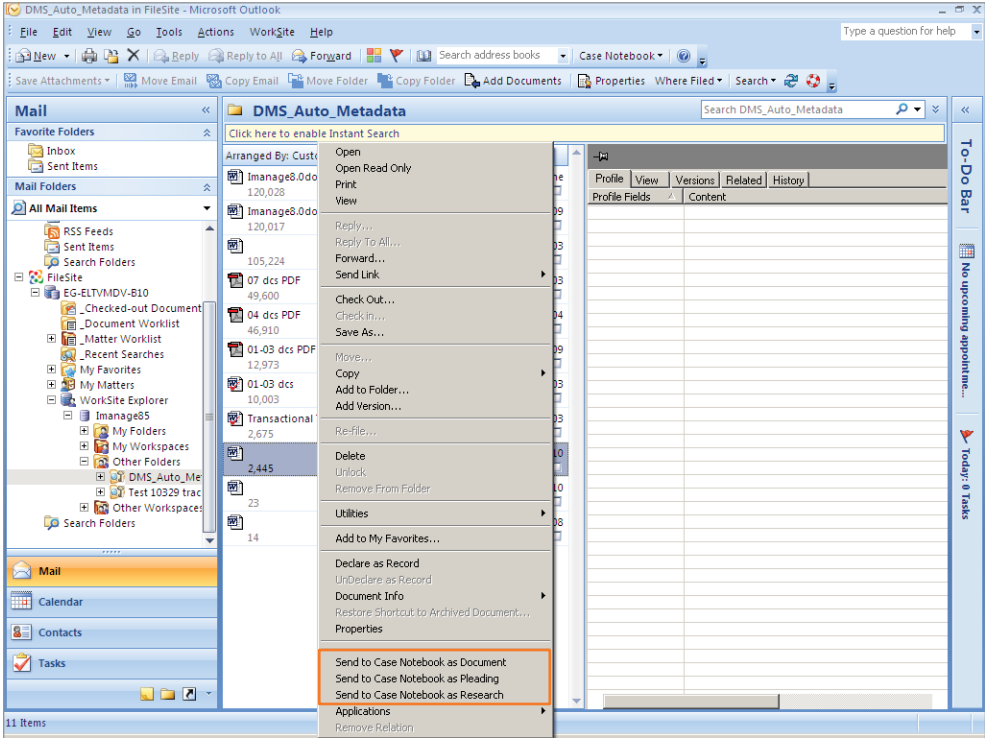 DMS_Auto_Metadata in FileSite - Microsoft Outlook
File Edit View Go Tools Actions WorkSite Help
Type a question for help
New Reply Reply to All Forward Search address books Case Notebook
Save Attachments Move Email Copy Email Move Folder Copy Folder Add Documents Properties Where Filed Search
Mail
Favorite Folders
Inbox
Sent Items
Mail Folders
All Mail Items
RSS Feeds
Sent Items
Search Folders
FileSite
EG-ELTVMDV-B10
_Checked-out Document
_Document Worklist
_Matter Worklist
_Recent Searches
My Favorites
My Matters
WorkSite Explorer
Imanage85
My Folders
My Workspaces
Other Folders
DMS_Auto_Me
Test 10329 trac
Other Workspaces
Search Folders
Mail
Calendar
Contacts
Tasks
11 Items
DMS_Auto_Metadata
Search DMS_Auto_Metadata
Click here to enable Instant Search
Arranged By: Custo
Imanage8.0do
120,028
Imanage8.0do
09
120,017
03
105,224
07 dcs PDF
03
49,600
04 dcs PDF
04
46,910
01-03 dcs PDF
09
12,973
01-03 dcs
03
10,003
Transactional
03
2,675
10
2,445
10
23
08
14
Open
Open Read Only
Print
View
Reply...
Reply To All...
Forward...
Send Link
Check Out...
Check in...
Save As...
Move...
Copy
Add to Folder...
Add Version...
Re-file...
Delete
Unlock
Remove From Folder
Utilities
Add to My Favorites...
Declare as Record
UnDeclare as Record
Document Info
Restore Shortcut to Archived Document...
Properties
Send to Case Notebook as Document
Send to Case Notebook as Pleading
Send to Case Notebook as Research
Applications
Remove Relation
Profile View Versions Related History
Profile Fields Content
To-Do Bar
No upcoming appointme...
Today: 0 Tasks